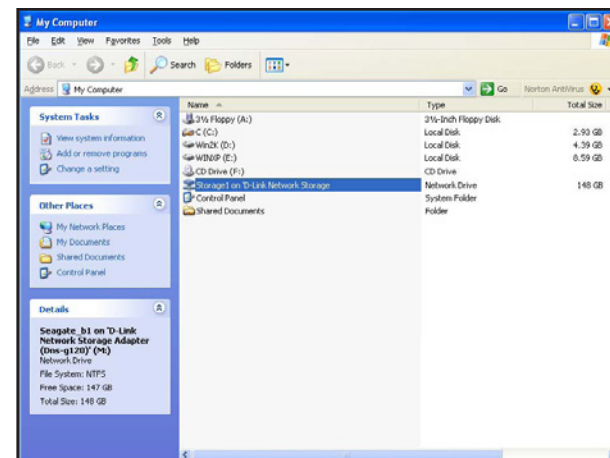 My Computer
File Edit View Favorites Tools Help
Back Search Folders
Address My Computer Go Norton AntiVirus
System Tasks
View system information
Add or remove programs
Change a setting
Other Places
My Network Places
My Documents
Shared Documents
Control Panel
Details
Seagate_b1 on 'D-Link
Network Storage Adapter
(Dns-g120)' (M:)
Network Drive
File System: NTFS
Free Space: 147 GB
Total Size: 148 GB
Name Type Total Size
3½ Floppy (A:) 3½-Inch Floppy Disk
C (C:) Local Disk 2.93 GB
Win2K (D:) Local Disk 4.39 GB
WINXP (E:) Local Disk 8.59 GB
CD Drive (F:) CD Drive
Storage1 on 'D-Link Network Storage Network Drive 148 GB
Control Panel System Folder
Shared Documents Folder